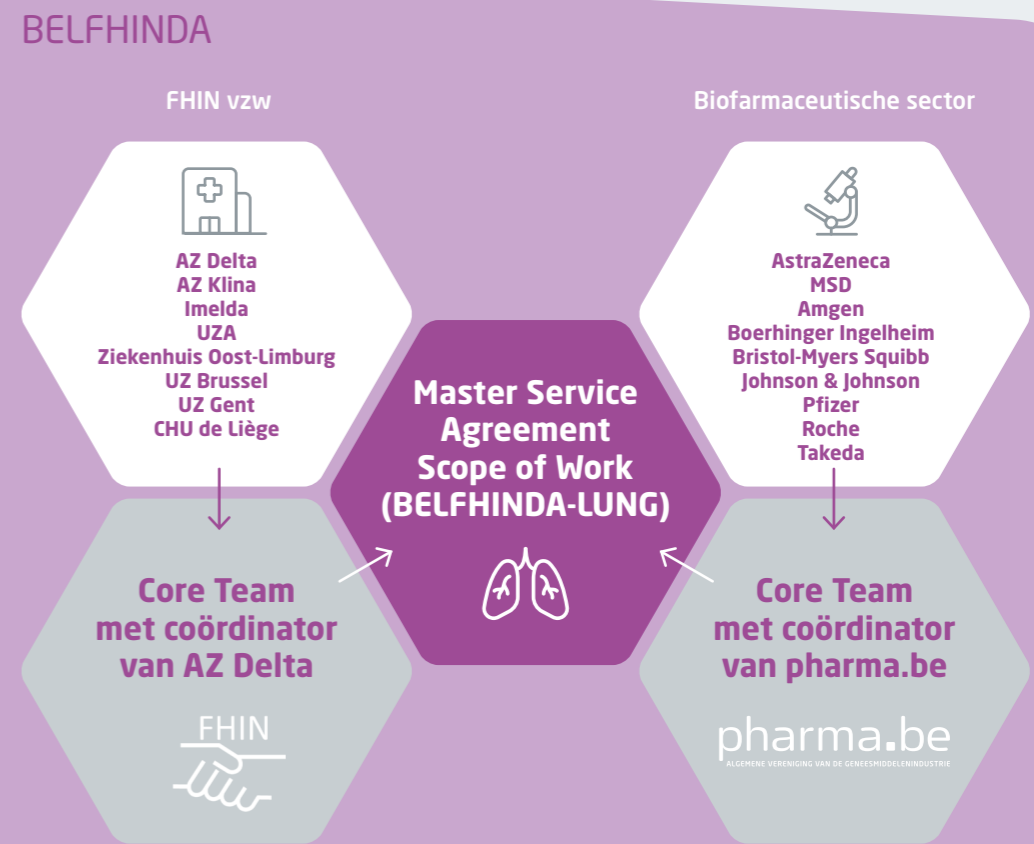 BELFHINDA
FHIN vzw
AZ Delta
AZ Klina
Imelda
UZA
Ziekenhuis Oost-Limburg
UZ Brussel
UZ Gent
CHU de Liège
Biofarmaceutische sector
AstraZeneca
MSD
Amgen
Boerhinger Ingelheim
Bristol-Myers Squibb
Johnson & Johnson
Pfizer
Roche
Takeda
Master Service
Agreement
Scope of Work
(BELFHINDA-LUNG)
Core Team
met coördinator
van AZ Delta
FHIN
Core Team
met coördinator
van pharma.be
pharma.be
ALGEMENE VERENIGING VAN DE GENEESMIDDELENINDUSTRIE